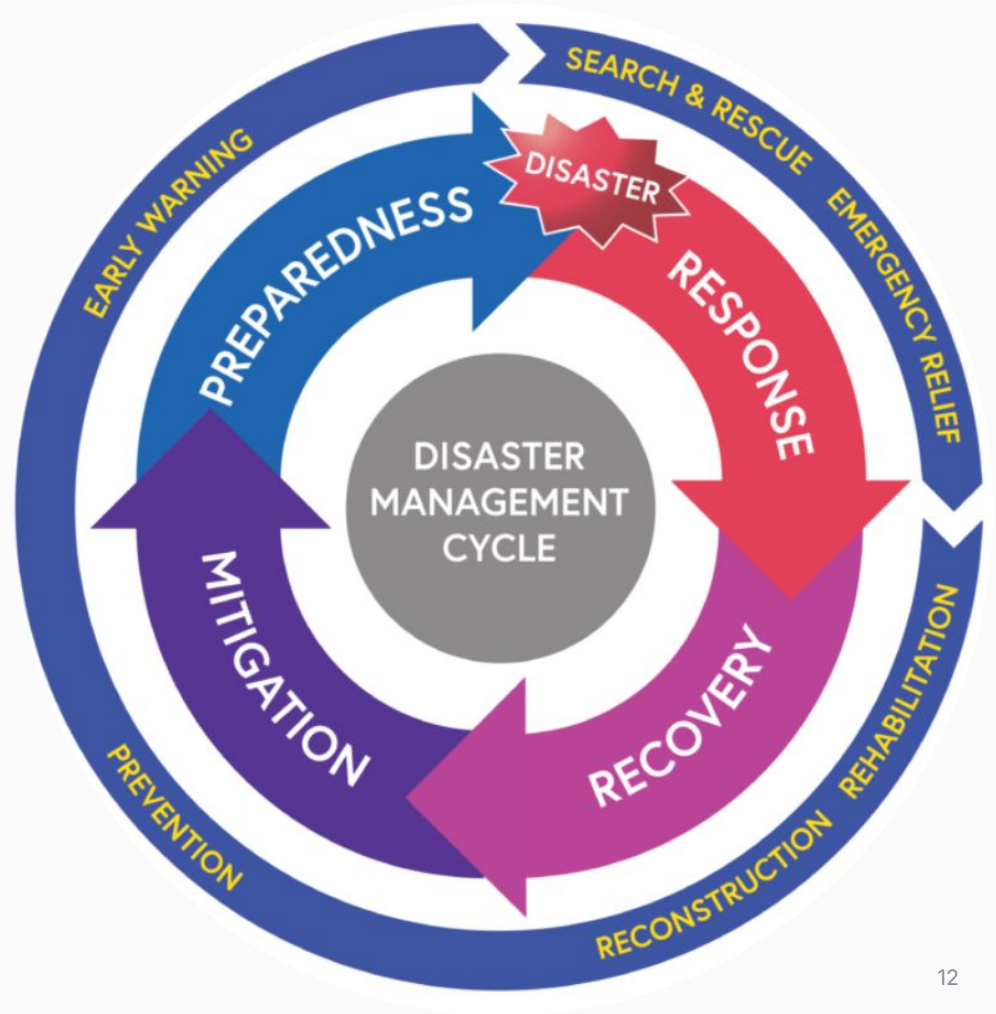 SEARCH & RESCUE
EMERGENCY RELIEF
EARLY WARNING
DISASTER
PREPAREDNESS
RESPONSE
DISASTER
MANAGEMENT
CYCLE
MITIGATION
RECOVERY
REHABILITATION
PREVENTION
RECONSTRUCTION
12